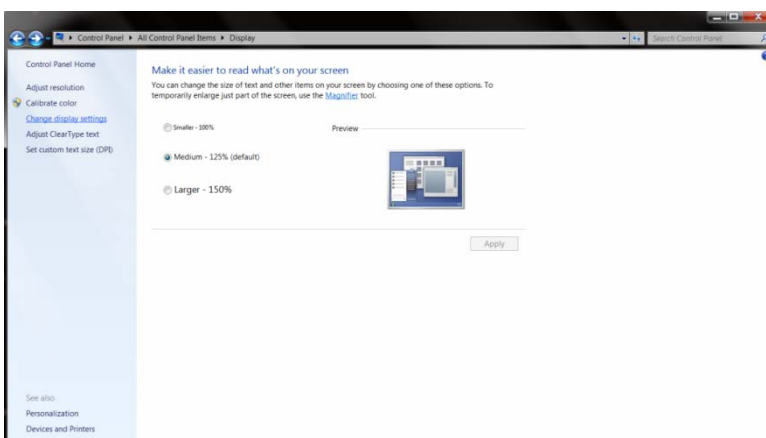 Control Panel ▸ All Control Panel Items ▸ Display
Search Control Panel
Control Panel Home
Adjust resolution
Calibrate color
Change display settings
Adjust ClearType text
Set custom text size (DPI)
Make it easier to read what's on your screen
You can change the size of text and other items on your screen by choosing one of these options. To
temporarily enlarge just part of the screen, use the Magnifier tool.
Smaller - 100%
Preview
Medium - 125% (default)
Larger - 150%
Apply
See also
Personalization
Devices and Printers